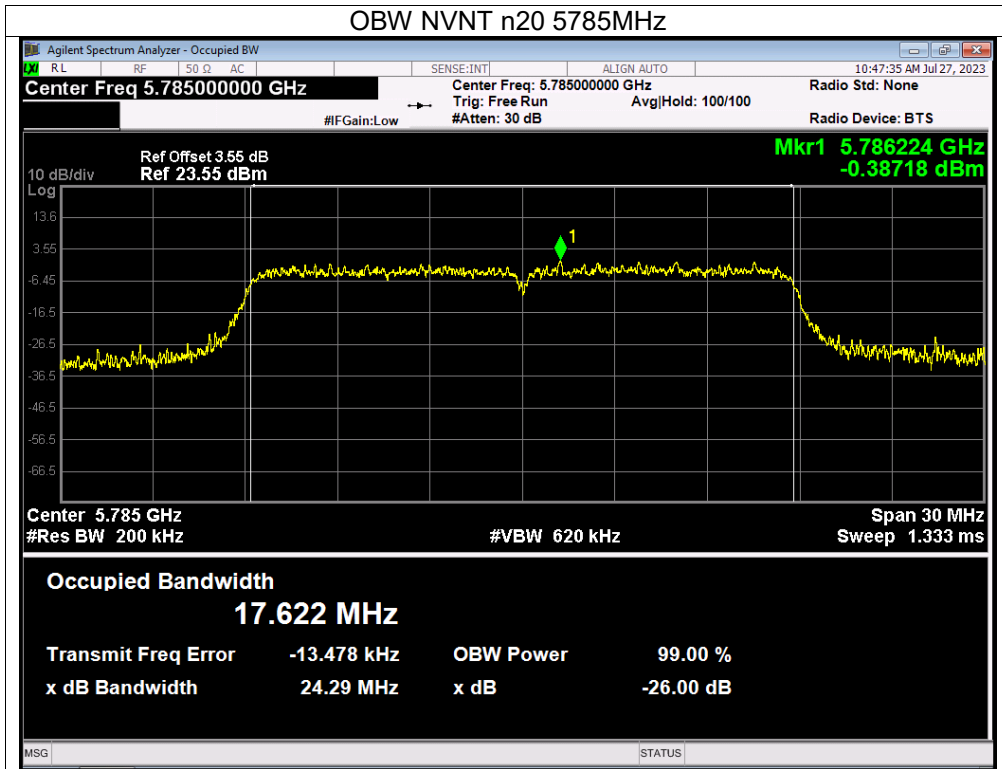 OBW NVNT n20 5785MHz
Agilent Spectrum Analyzer - Occupied BW
LXI RL RF 50 Ω AC SENSE:INT ALIGN AUTO 10:47:35 AM Jul 27, 2023
Center Freq 5.785000000 GHz Center Freq: 5.785000000 GHz Radio Std: None
Trig: Free Run Avg|Hold: 100/100
#IFGain:Low #Atten: 30 dB Radio Device: BTS
Mkr1 5.786224 GHz
Ref Offset 3.55 dB
10 dB/div Ref 23.55 dBm -0.38718 dBm
Log
13.6
1
3.55
-6.45
-16.5
-26.5
-36.5
-46.5
-56.5
-66.5
Center 5.785 GHz Span 30 MHz
#Res BW 200 kHz #VBW 620 kHz Sweep 1.333 ms
Occupied Bandwidth
17.622 MHz
Transmit Freq Error -13.478 kHz OBW Power 99.00 %
x dB Bandwidth 24.29 MHz x dB -26.00 dB
MSG STATUS